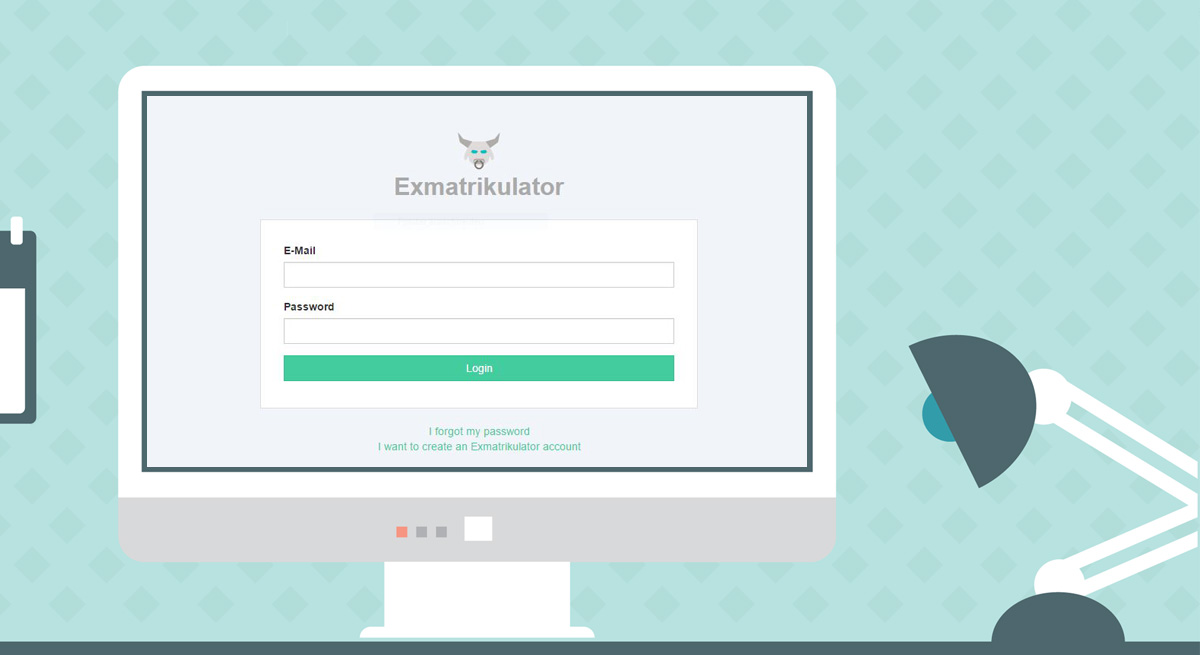 Exmatrikulator
E-Mail
Password
Login
I forgot my password
I want to create an Exmatrikulator account